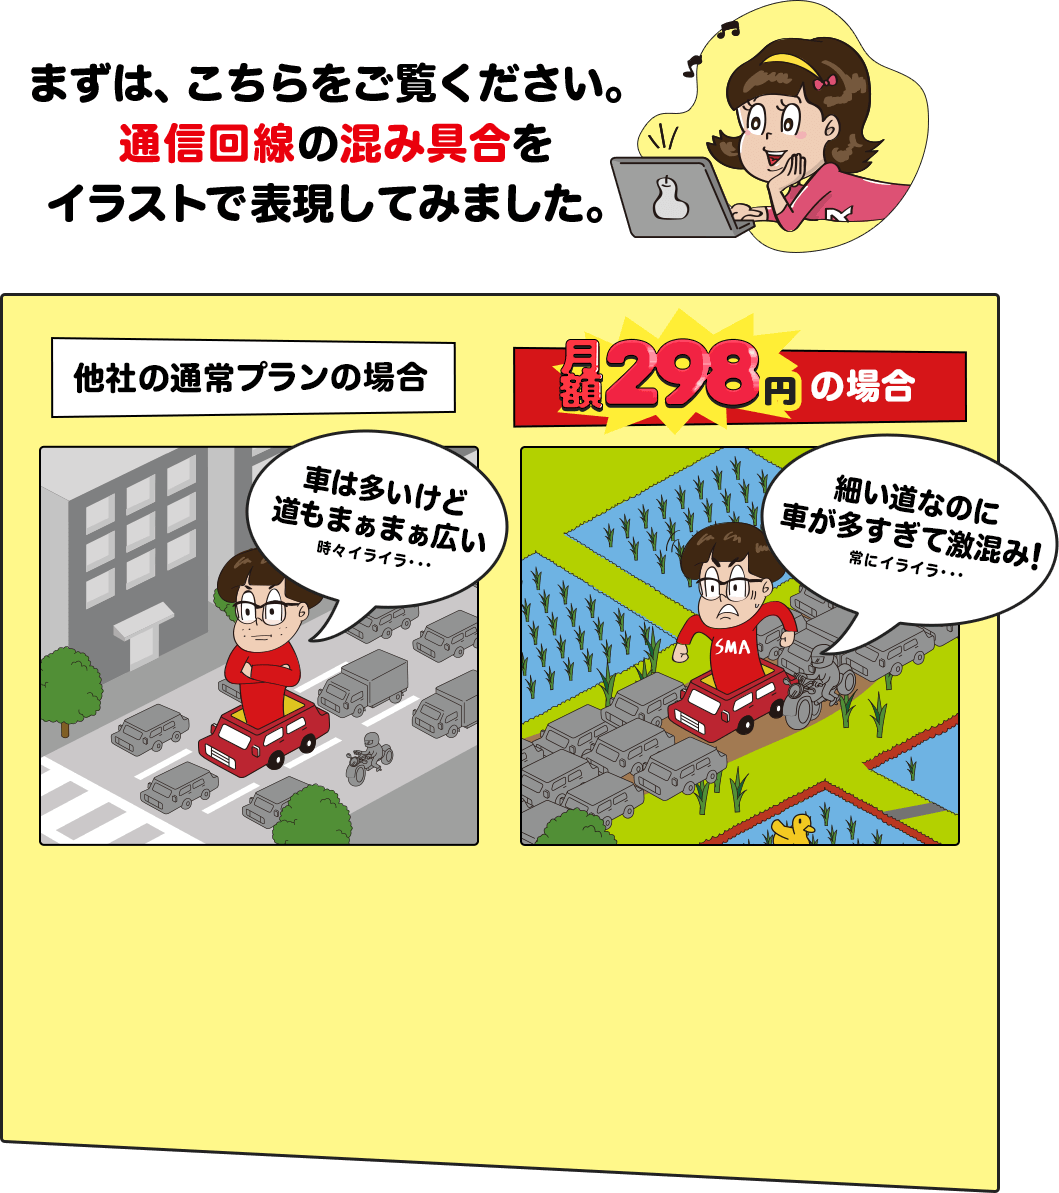 まずは、こちらをご覧ください。
通信回線の混み具合を
イラストで表現してみました。
他社の通常プランの場合
月額298円の場合
車は多いけど
道もまぁまぁ広い
時々イライラ・・・
細い道なのに
車が多すぎて激混み!
常にイライラ・・・
SMA